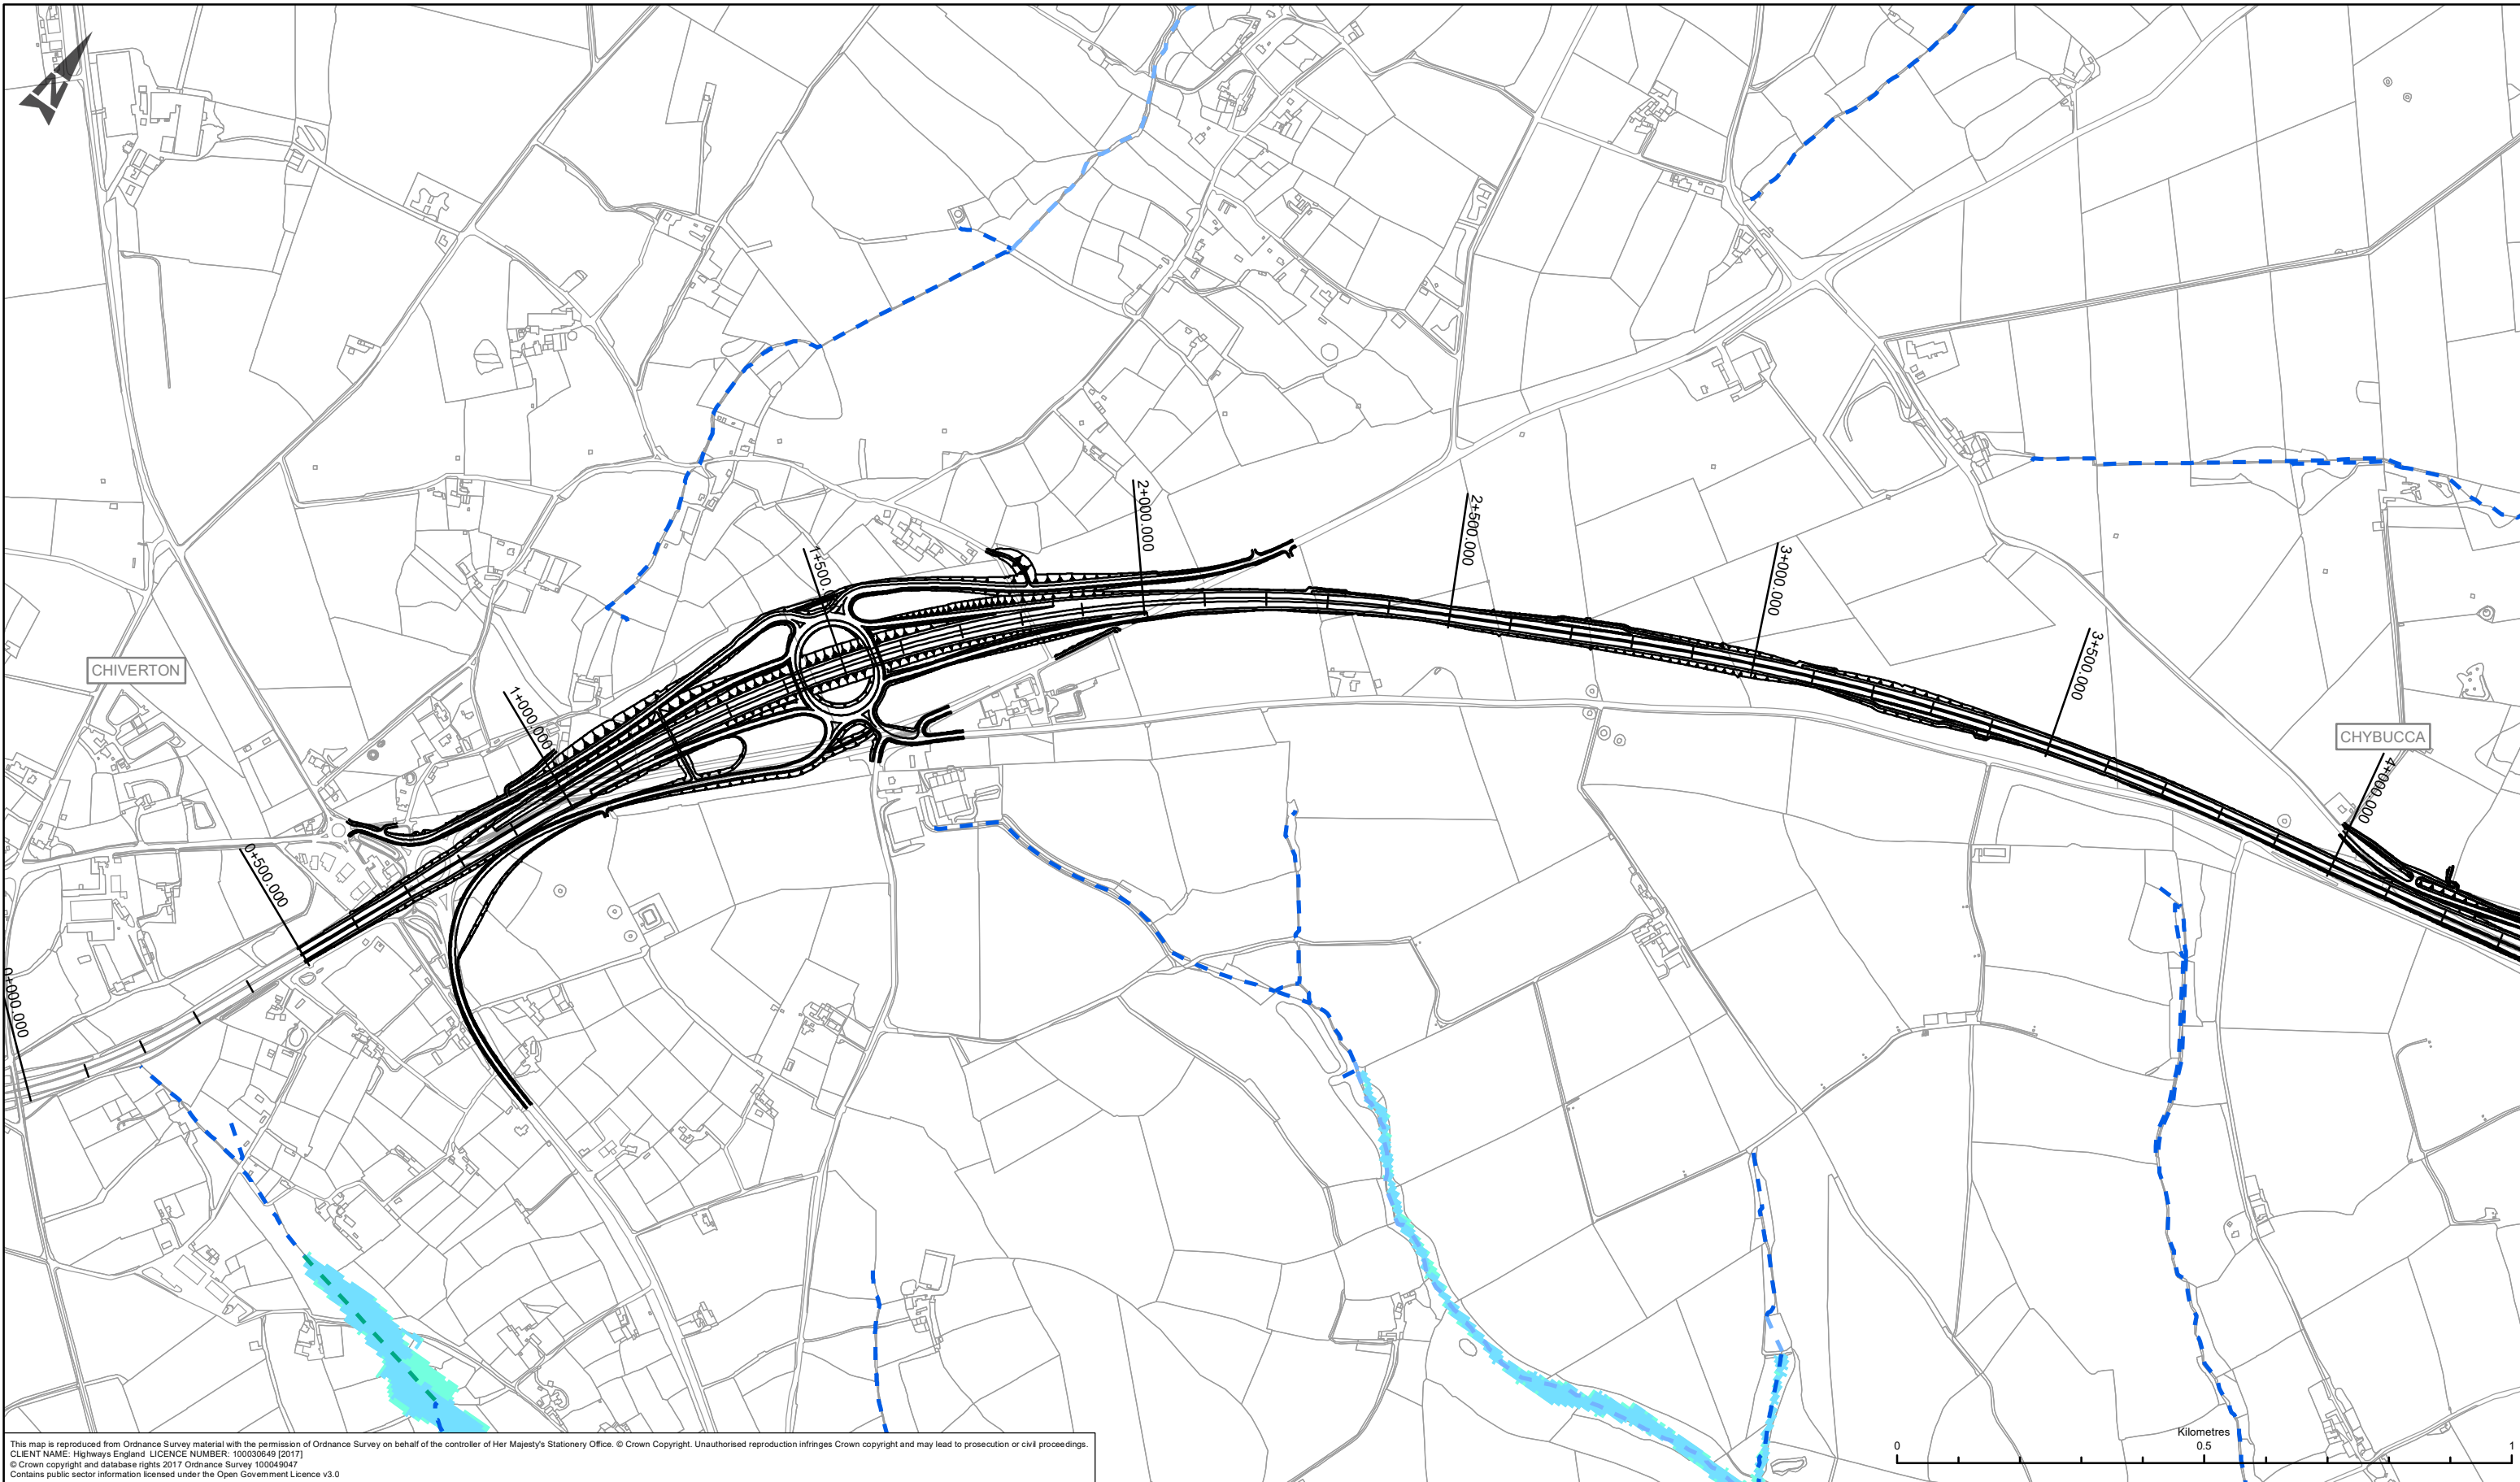 N
2+000.000
2+500.000
1+500.
3+000.000
3+500.000
CHIVERTON
1+000.000
CHYBUCCA
4+000.000
0+500.000
0+000.000
Kilometres
0 0.5 1
This map is reproduced from Ordnance Survey material with the permission of Ordnance Survey on behalf of the controller of Her Majesty's Stationery Office. © Crown Copyright. Unauthorised reproduction infringes Crown copyright and may lead to prosecution or civil proceedings.
CLIENT NAME: Highways England LICENCE NUMBER: 100030649 [2017]
© Crown copyright and database rights 2017 Ordnance Survey 100049047
Contains public sector information licensed under the Open Government Licence v3.0